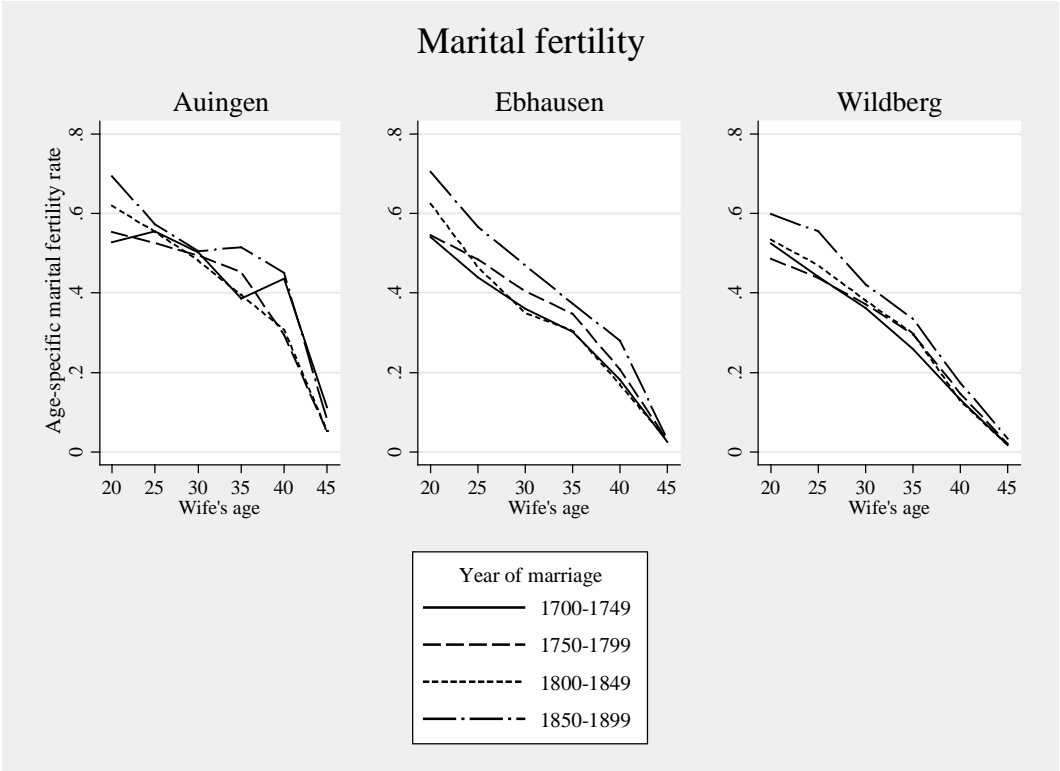 Marital fertility
Auingen
Ebhausen
Wildberg
Age-specific marital fertility rate
.8
.6
.4
.2
0
20 25 30 35 40 45
Wife's age
.8
.6
.4
.2
0
20 25 30 35 40 45
Wife's age
.8
.6
.4
.2
0
20 25 30 35 40 45
Wife's age
Year of marriage
1700-1749
1750-1799
1800-1849
1850-1899